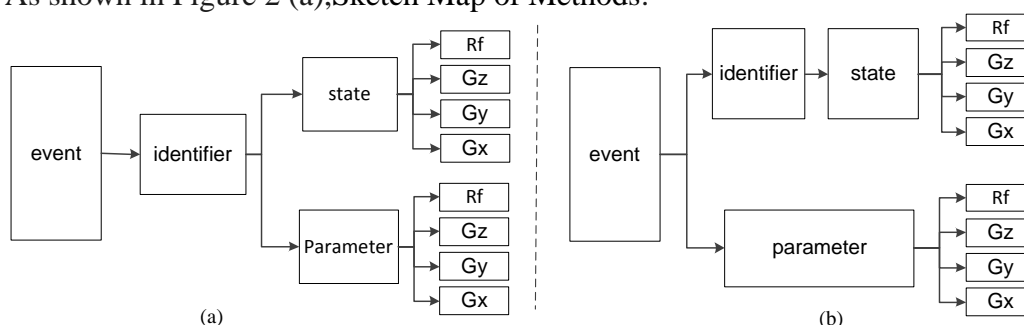 As shown in Figure 2 (a),Sketch Map of Methods:
event
identifier
state
Rf
Gz
Gy
Gx
Parameter
Rf
Gz
Gy
Gx
(a)
event
identifier
state
Rf
Gz
Gy
Gx
parameter
Rf
Gz
Gy
Gx
(b)